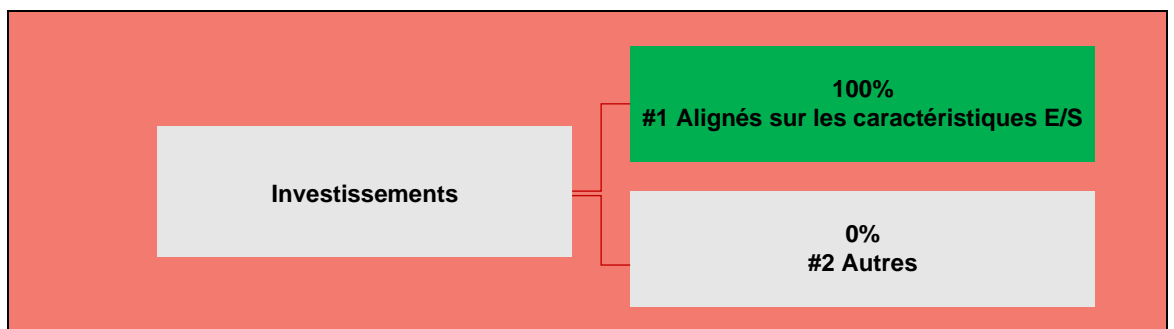 Investissements
100%
#1 Alignés sur les caractéristiques E/S
0%
#2 Autres